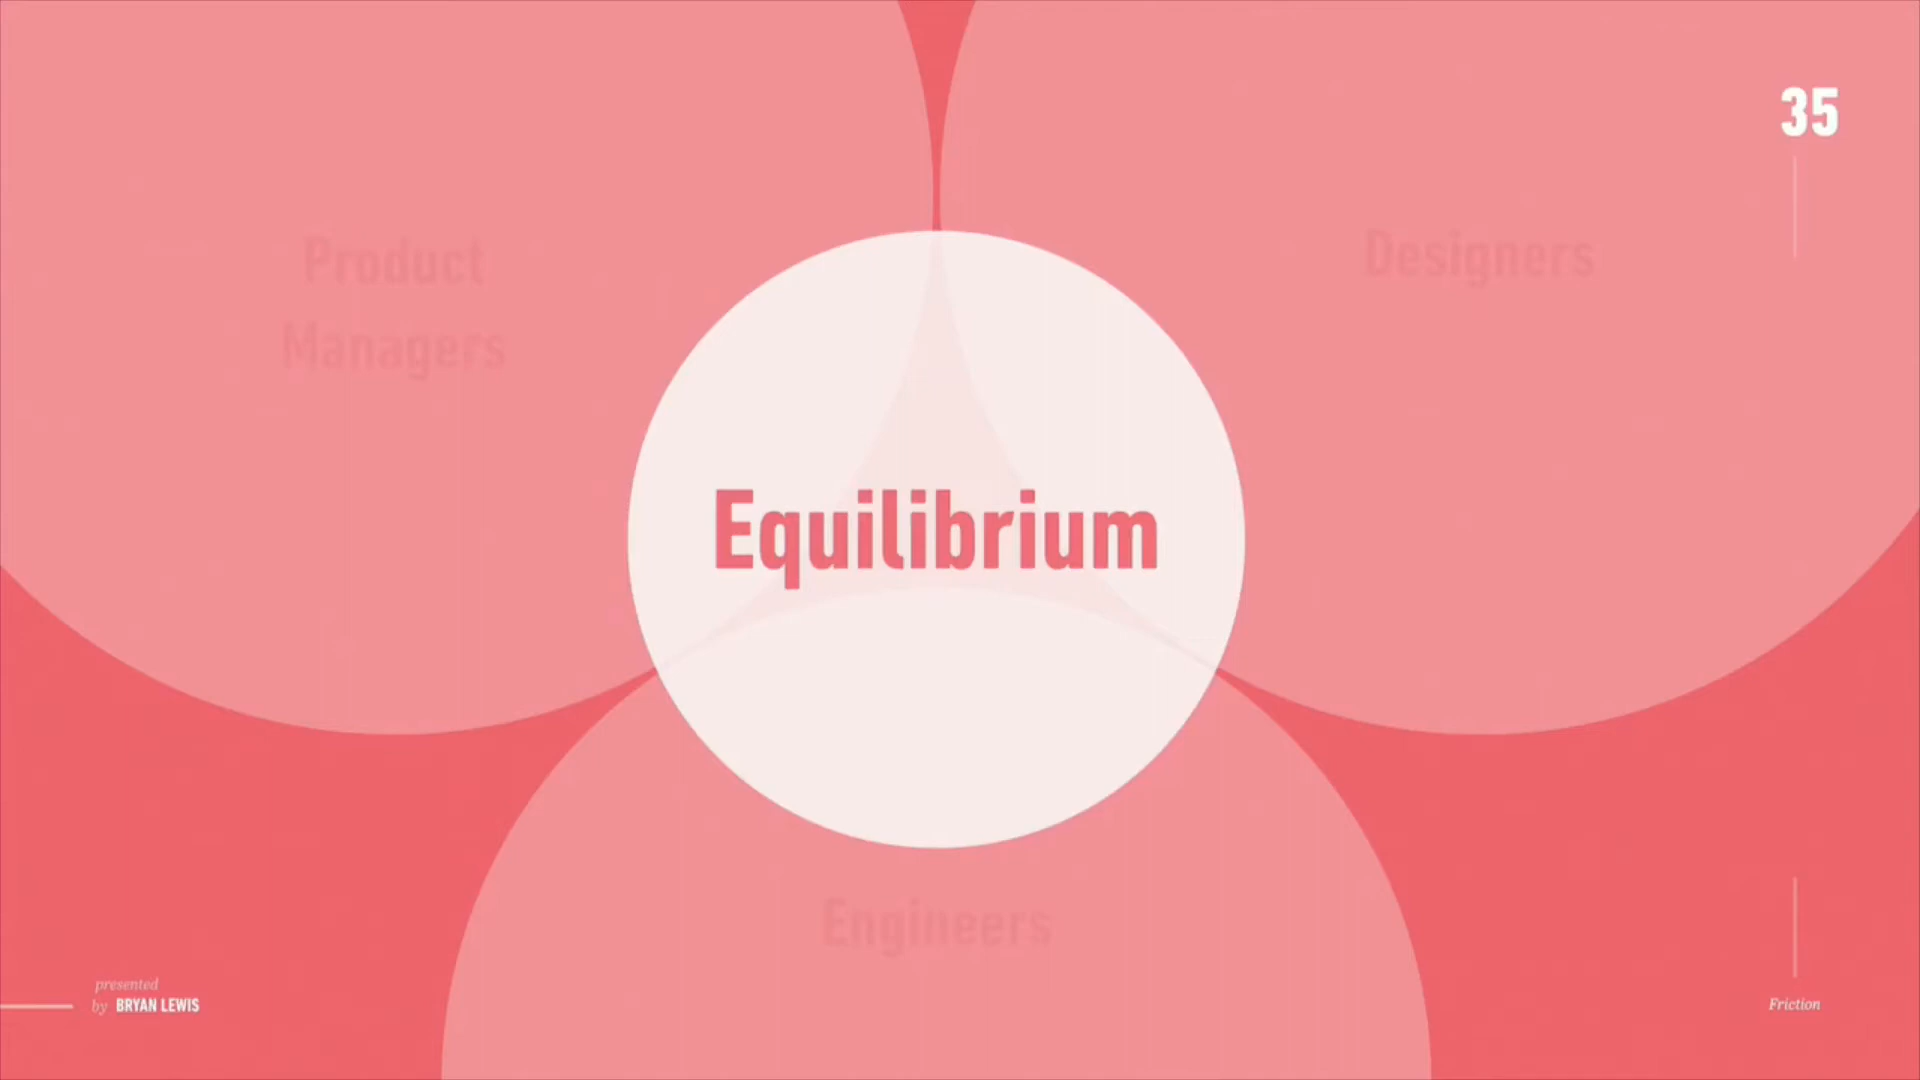 35
Product
Managers
Designers
Equilibrium
Engineers
presented
by BRYAN LEWIS
Friction